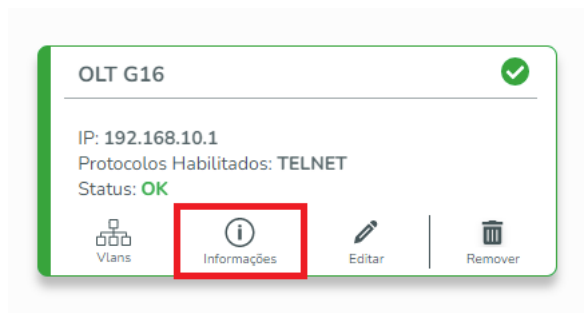 OLT G16
IP: 192.168.10.1
Protocolos Habilitados: TELNET
Status: OK
Vlans Informações Editar Remover